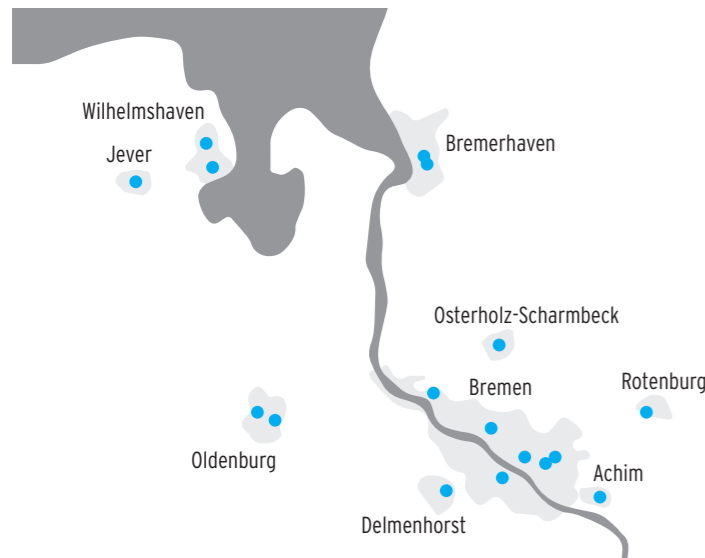 Wilhelmshaven
Bremerhaven
Jever
Osterholz-Scharmbeck
Bremen
Rotenburg
Oldenburg
Achim
Delmenhorst